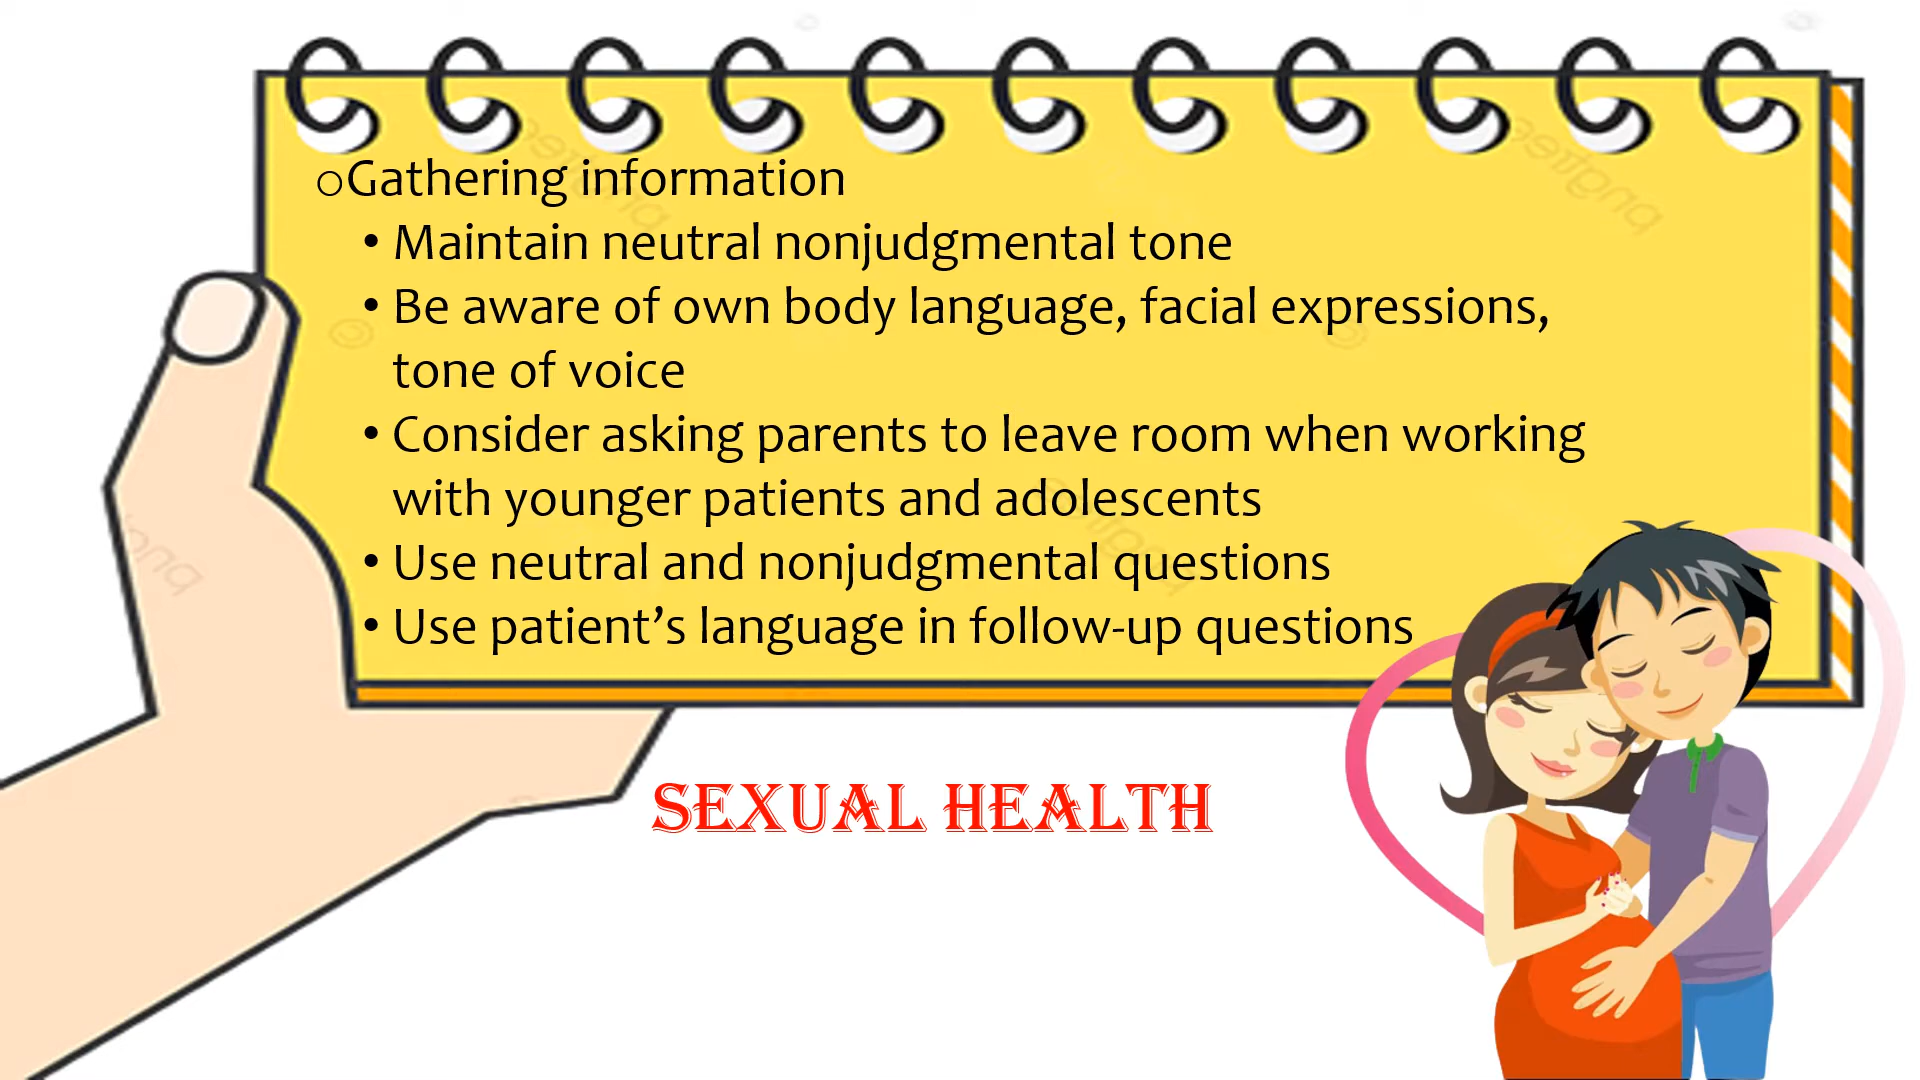 oGathering information
• Maintain neutral nonjudgmental tone
• Be aware of own body language, facial expressions,
tone of voice
• Consider asking parents to leave room when working
with younger patients and adolescents
• Use neutral and nonjudgmental questions
• Use patient’s language in follow-up questions
SEXUAL HEALTH